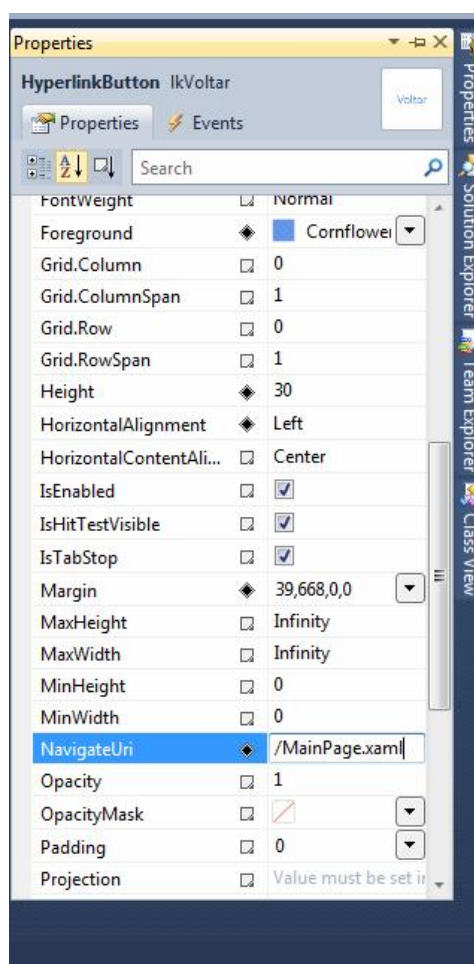 Properties
HyperlinkButton lkVoltar
Voltar
Properties
Events
Search
FontWeight Normal
Foreground Cornflower
Grid.Column 0
Grid.ColumnSpan 1
Grid.Row 0
Grid.RowSpan 1
Height 30
HorizontalAlignment Left
HorizontalContentAli... Center
IsEnabled
IsHitTestVisible
IsTabStop
Margin 39,668,0,0
MaxHeight Infinity
MaxWidth Infinity
MinHeight 0
MinWidth 0
NavigateUri /MainPage.xaml
Opacity 1
OpacityMask
Padding 0
Projection Value must be set in
Properties
Solution Explorer
Team Explorer
Class View